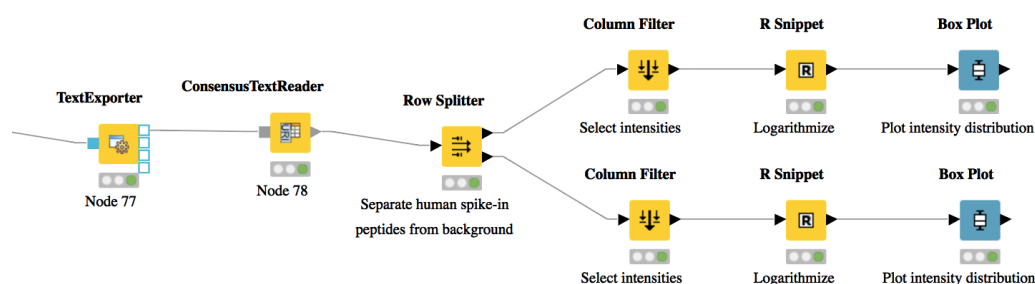 Column Filter
R Snippet
Box Plot
TextExporter
ConsensusTextReader
Row Splitter
R
Select intensities
Logarithmize
Plot intensity distribution
Node 77
Node 78
Separate human spike-in
peptides from background
Column Filter
R Snippet
Box Plot
R
Select intensities
Logarithmize
Plot intensity distribution